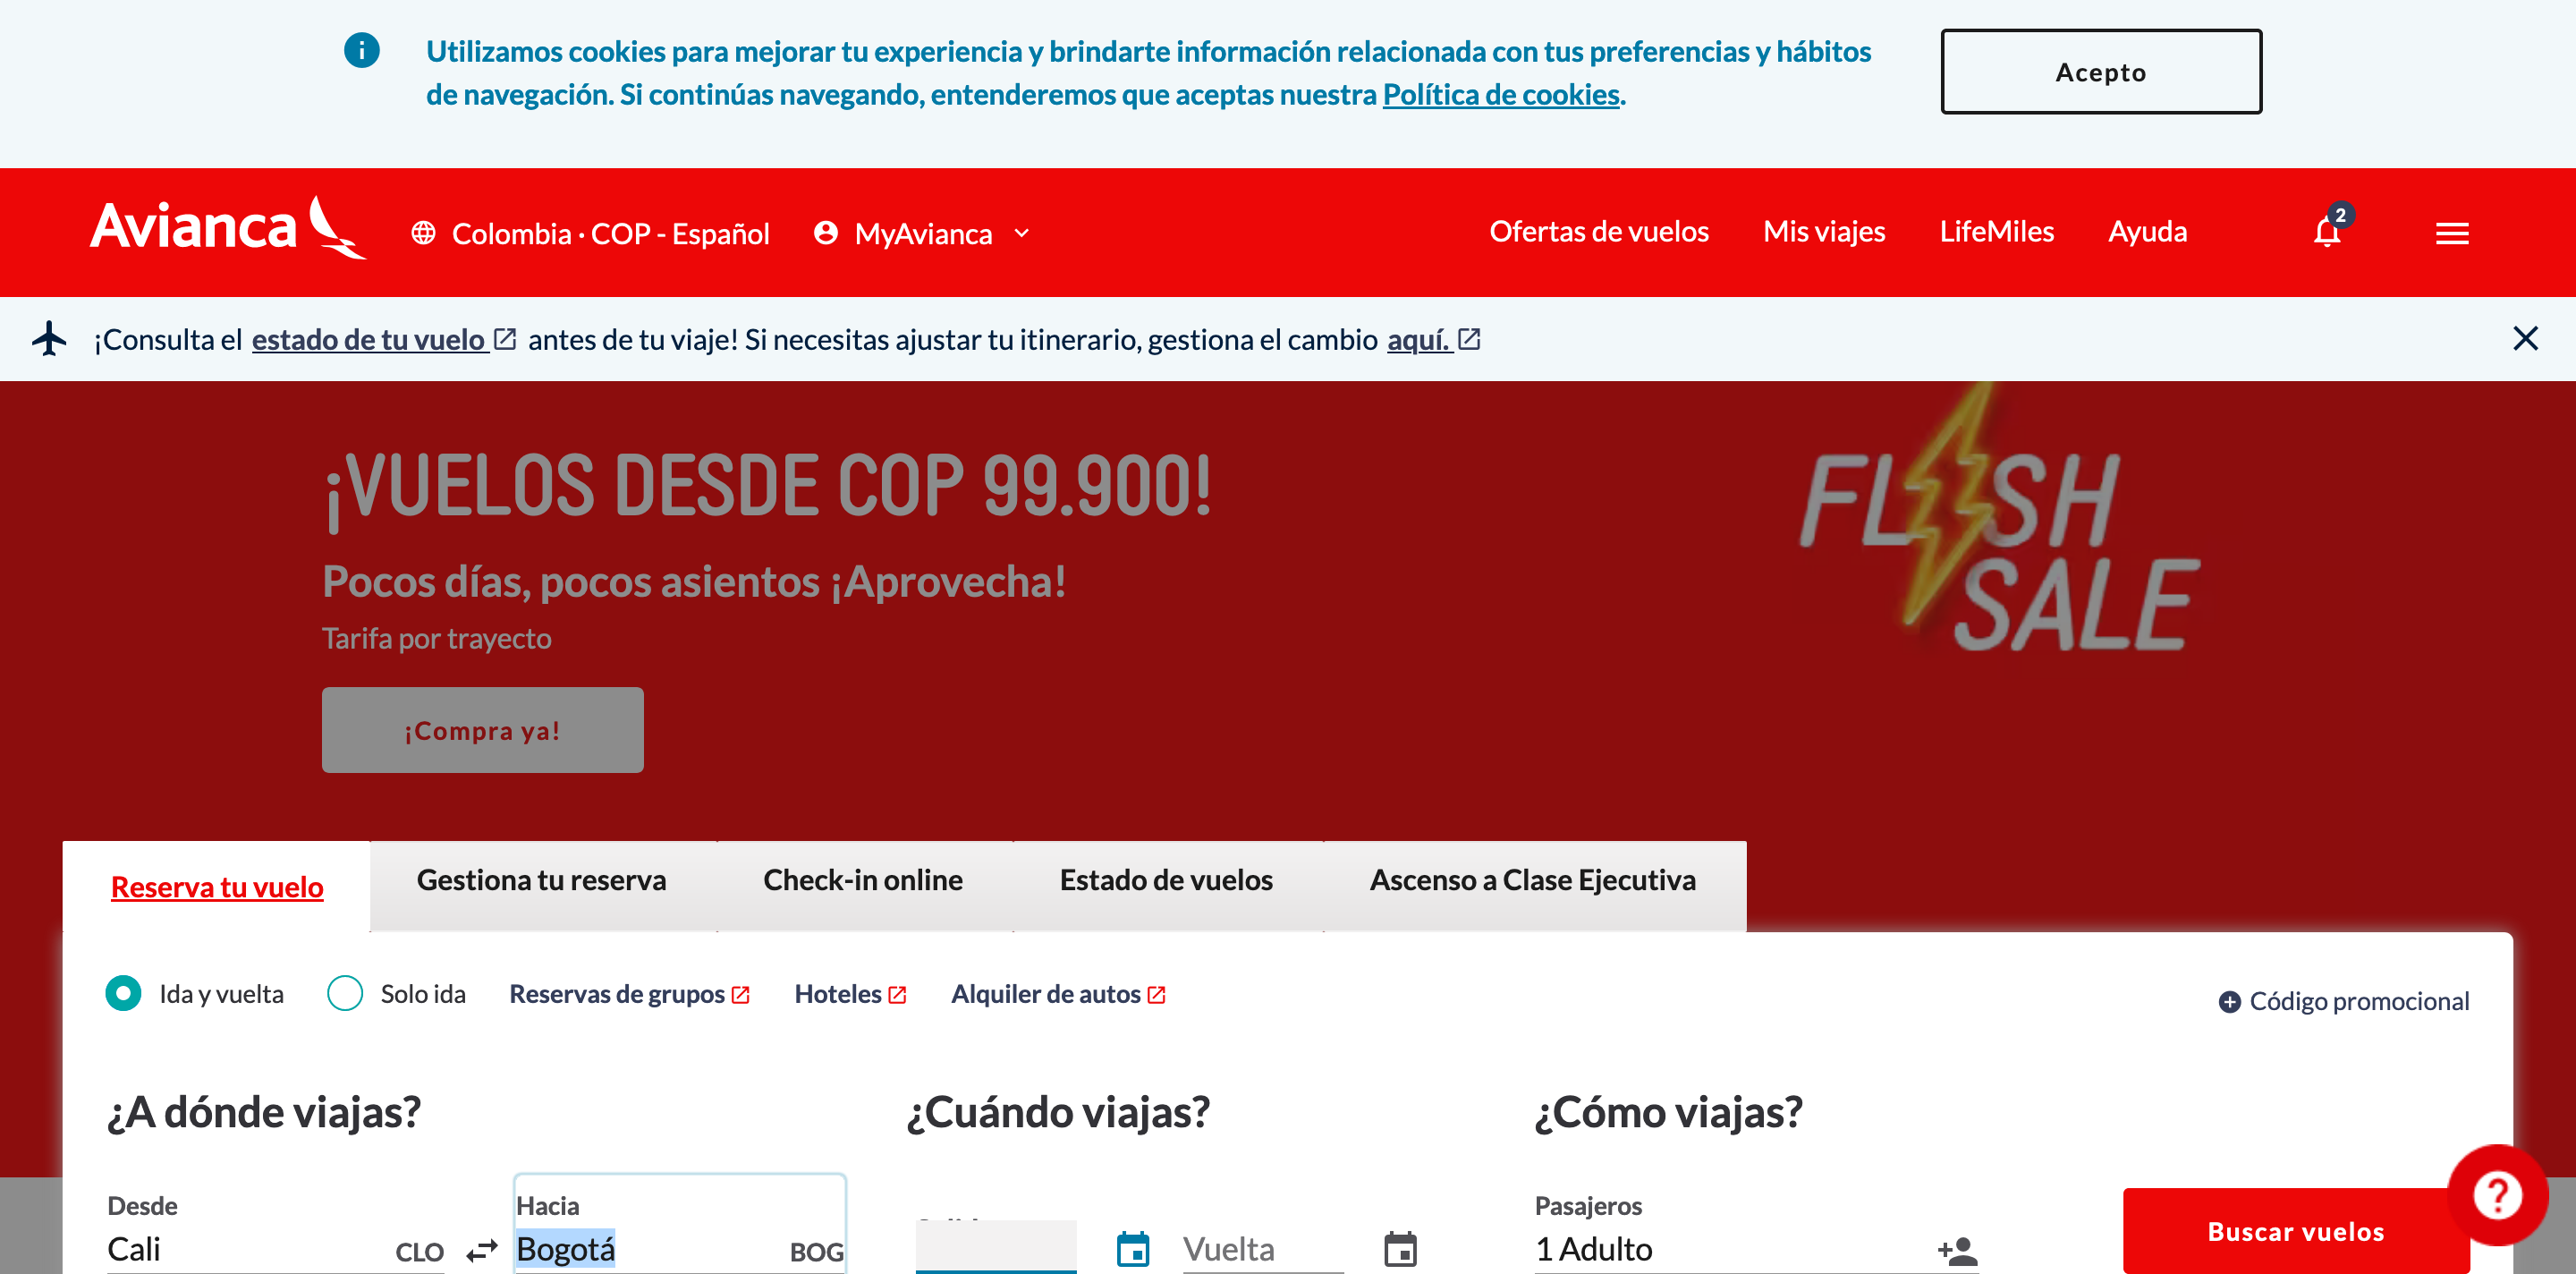 Utilizamos cookies para mejorar tu experiencia y brindarte información relacionada con tus preferencias y hábitos
de navegación. Si continúas navegando, entenderemos que aceptas nuestra Política de cookies.
Acepto
Avianca
Colombia · COP - Español
MyAvianca
Ofertas de vuelos
Mis viajes
LifeMiles
Ayuda
2
¡Consulta el estado de tu vuelo antes de tu viaje! Si necesitas ajustar tu itinerario, gestiona el cambio aquí.
¡VUELOS DESDE COP 99.900!
Pocos días, pocos asientos ¡Aprovecha!
Tarifa por trayecto
¡Compra ya!
FLASH
SALE
Reserva tu vuelo
Gestiona tu reserva
Check-in online
Estado de vuelos
Ascenso a Clase Ejecutiva
Ida y vuelta
Solo ida
Reservas de grupos
Hoteles
Alquiler de autos
Código promocional
¿A dónde viajas?
¿Cuándo viajas?
¿Cómo viajas?
Desde
Cali CLO
Hacia
Bogotá BOG
Vuelta
Pasajeros
1 Adulto
Buscar vuelos
?